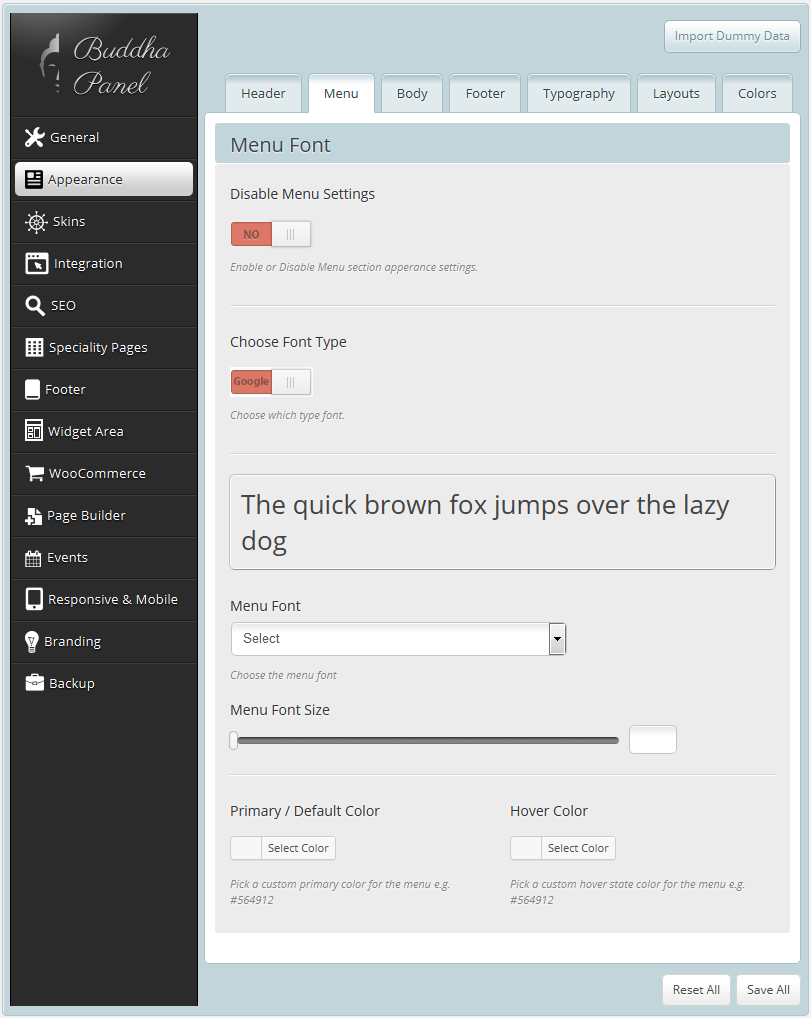 Buddha
Panel
General
Appearance
Skins
Integration
SEO
Speciality Pages
Footer
Widget Area
WooCommerce
Page Builder
Events
Responsive & Mobile
Branding
Backup
Import Dummy Data
Header Menu Body Footer Typography Layouts Colors
Menu Font
Disable Menu Settings
NO
Enable or Disable Menu section apperance settings.
Choose Font Type
Google
Choose which type font.
The quick brown fox jumps over the lazy
dog
Menu Font
Select
Choose the menu font
Menu Font Size
Primary / Default Color
Select Color
Pick a custom primary color for the menu e.g.
#564912
Hover Color
Select Color
Pick a custom hover state color for the menu e.g.
#564912
Reset All Save All